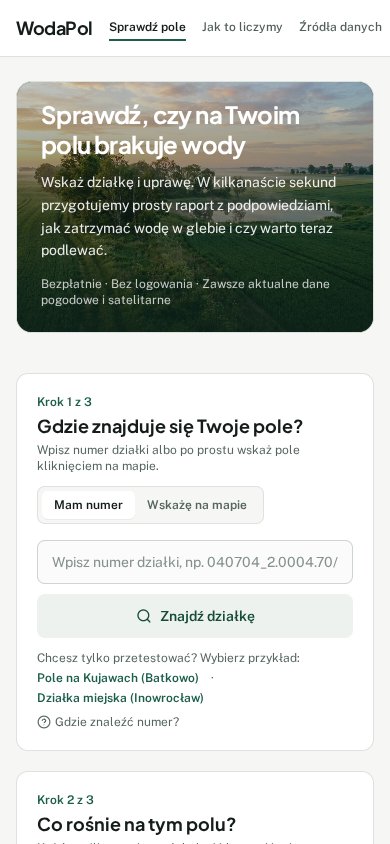 WodaPol
Sprawdź pole
Jak to liczymy
Źródła danych
Sprawdź, czy na Twoim
polu brakuje wody
Wskaż działkę i uprawę. W kilkanaście sekund
przygotujemy prosty raport z podpowiedziami,
jak zatrzymać wodę w glebie i czy warto teraz
podlewać.
Bezpłatnie · Bez logowania · Zawsze aktualne dane
pogodowe i satelitarne
Krok 1 z 3
Gdzie znajduje się Twoje pole?
Wpisz numer działki albo po prostu wskaż pole
kliknięciem na mapie.
Mam numer
Wskażę na mapie
Wpisz numer działki, np. 040704_2.0004.70/
Znajdź działkę
Chcesz tylko przetestować? Wybierz przykład:
Pole na Kujawach (Batkowo) ·
Działka miejska (Inowrocław)
Gdzie znaleźć numer?
Krok 2 z 3
Co rośnie na tym polu?